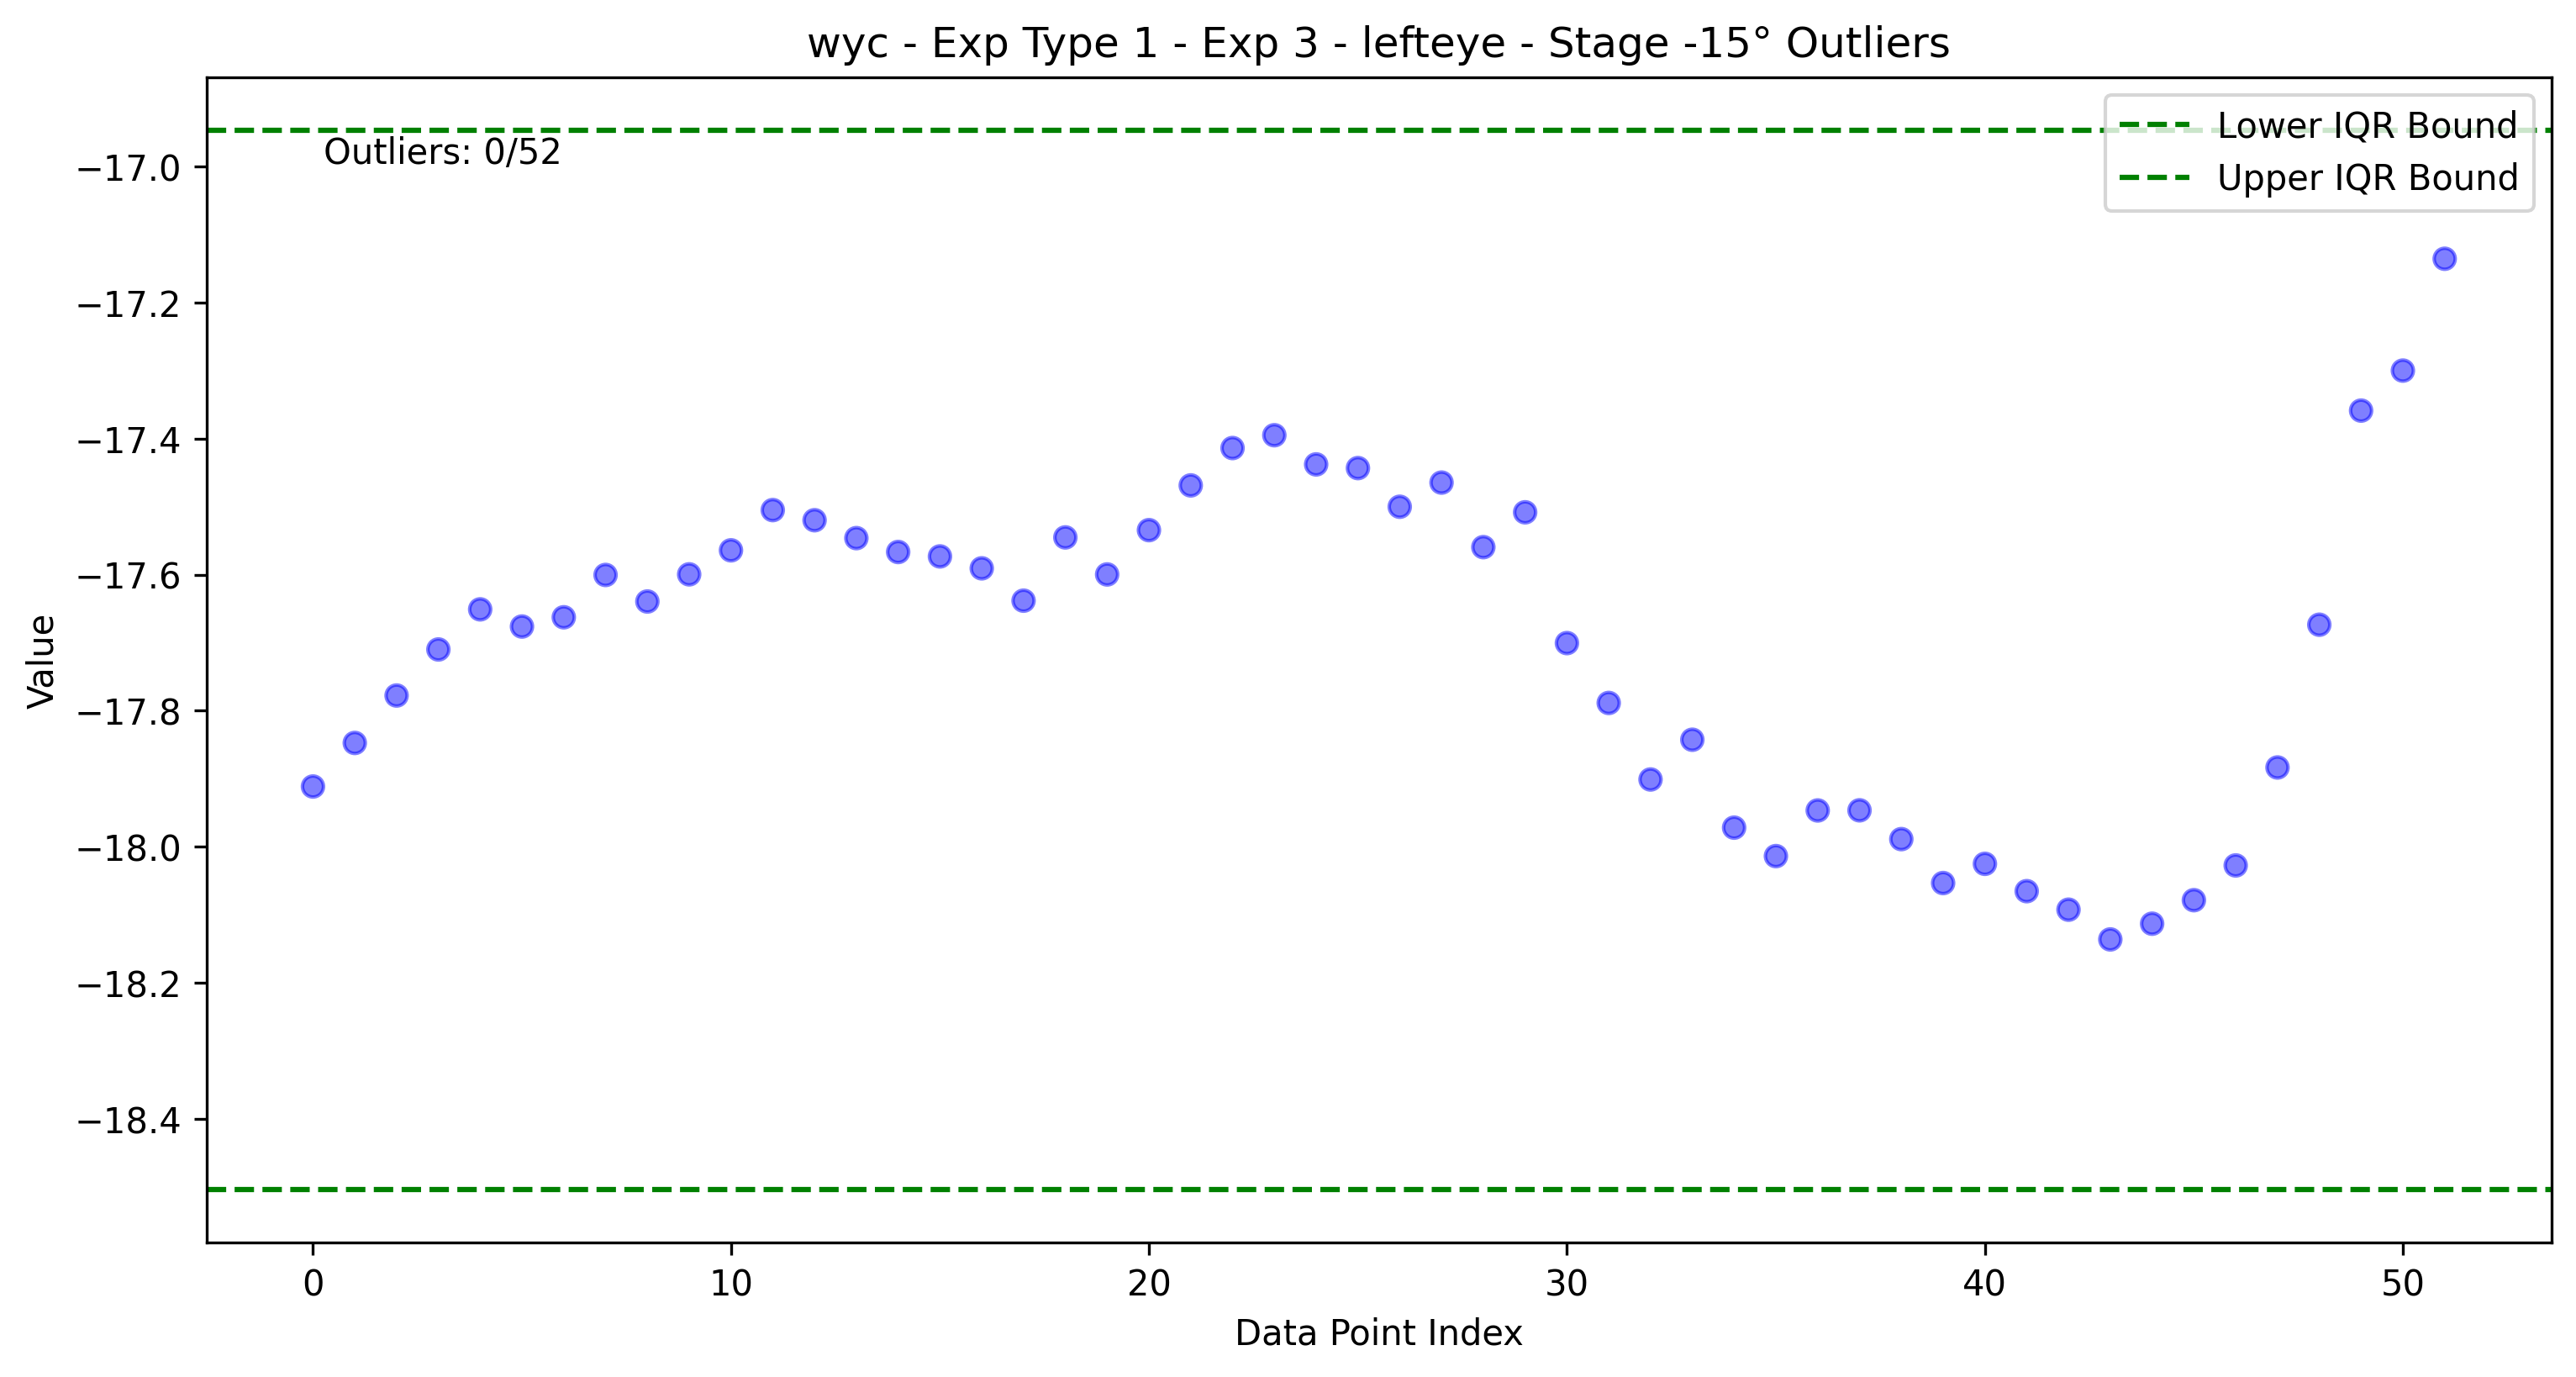 wyc - Exp Type 1 - Exp 3 - lefteye - Stage -15° Outliers
Lower IQR Bound
Upper IQR Bound
Outliers: 0/52
−17.0
−17.2
−17.4
−17.6
−17.8
−18.0
−18.2
−18.4
Value
0 10 20 30 40 50
Data Point Index